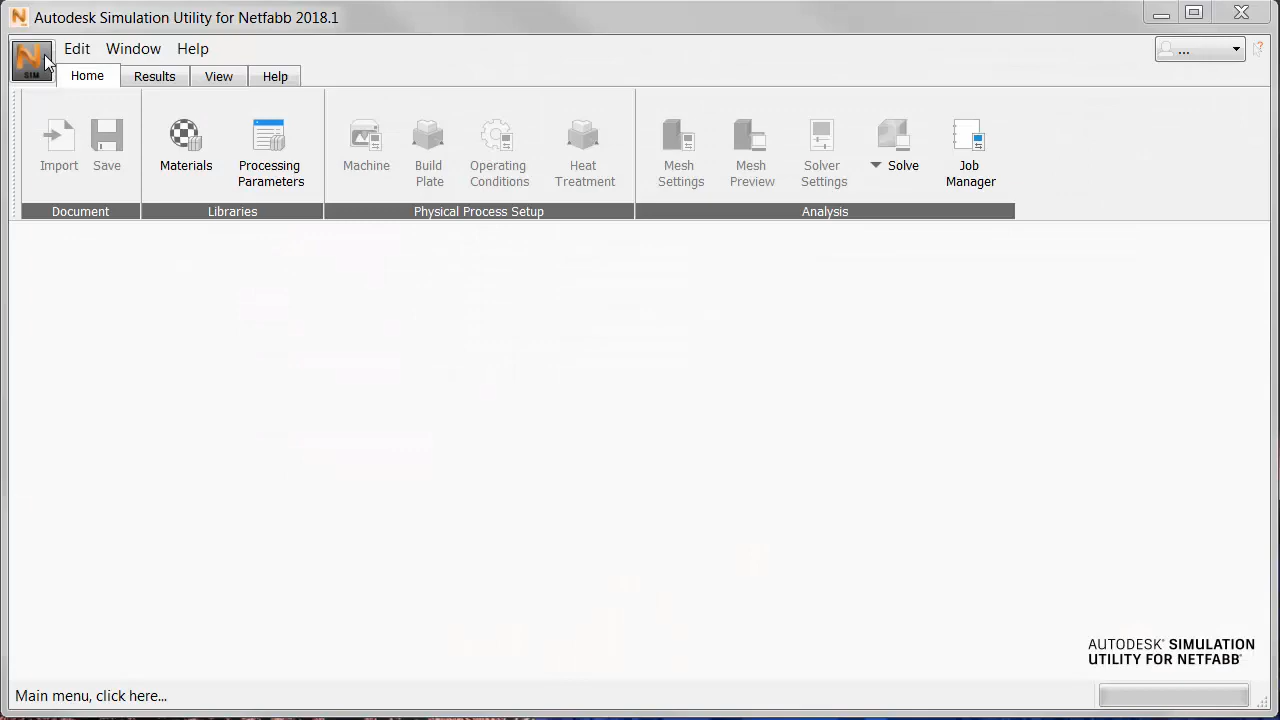 Autodesk Simulation Utility for Netfabb 2018.1
N
SIM
Edit Window Help
...
?
Home Results View Help
Import Save Materials Processing Parameters Machine Build Plate Operating Conditions Heat Treatment Mesh Settings Mesh Preview Solver Settings Solve Job Manager
Document Libraries Physical Process Setup Analysis
AUTODESK® SIMULATION
UTILITY FOR NETFABB®
Main menu, click here...